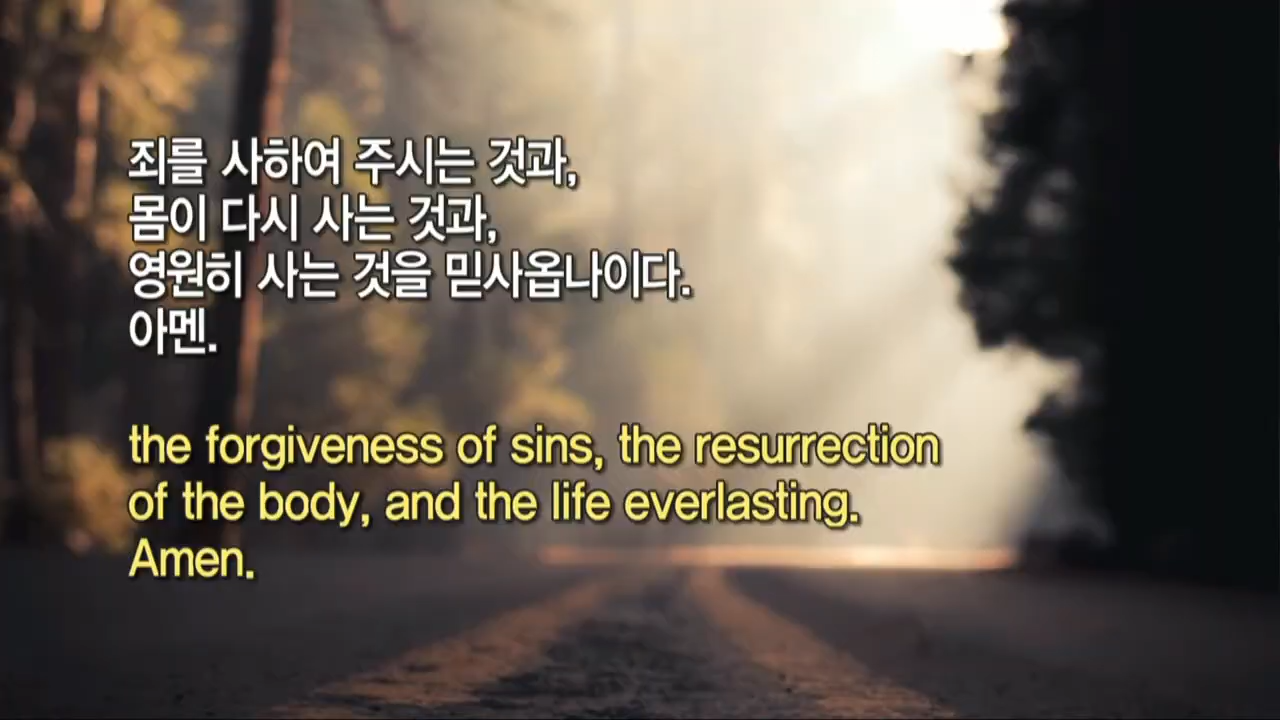 죄를 사하여 주시는 것과,
몸이 다시 사는 것과,
영원히 사는 것을 믿사옵나이다.
아멘.
the forgiveness of sins, the resurrection
of the body, and the life everlasting.
Amen.